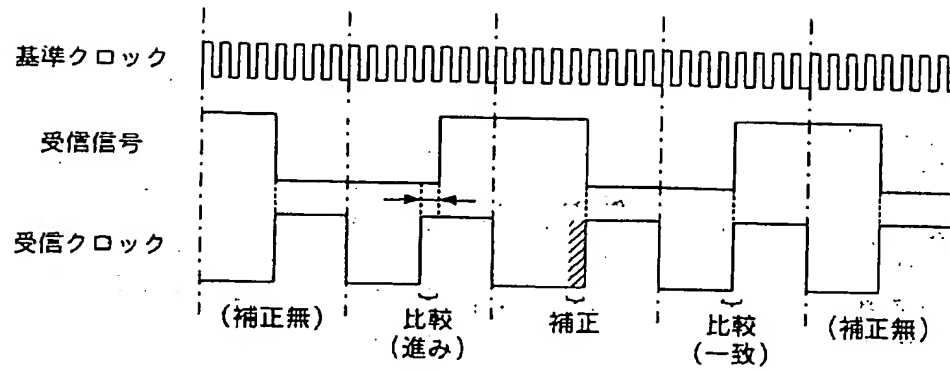 基準クロック
受信信号
受信クロック
(補正無)
比較
(進み)
補正
比較
(一致)
(補正無)